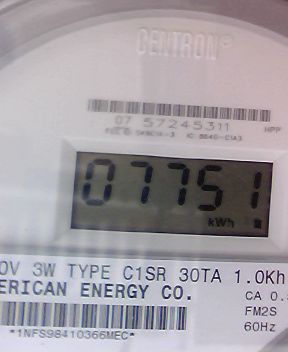 CENTRON®
07 57245311 HPP
07751
kWh
0V 3W TYPE C1SR 30TA 1.0Kh
ERICAN ENERGY CO. CA 0.
FM2S
*1NFS98410366MEC* 60Hz